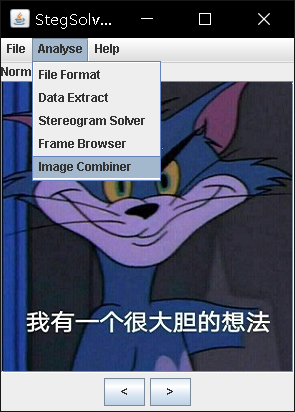 StegSolv...
File Analyse Help
Norm
File Format
Data Extract
Stereogram Solver
Frame Browser
Image Combiner
我有一个很大胆的想法
< >